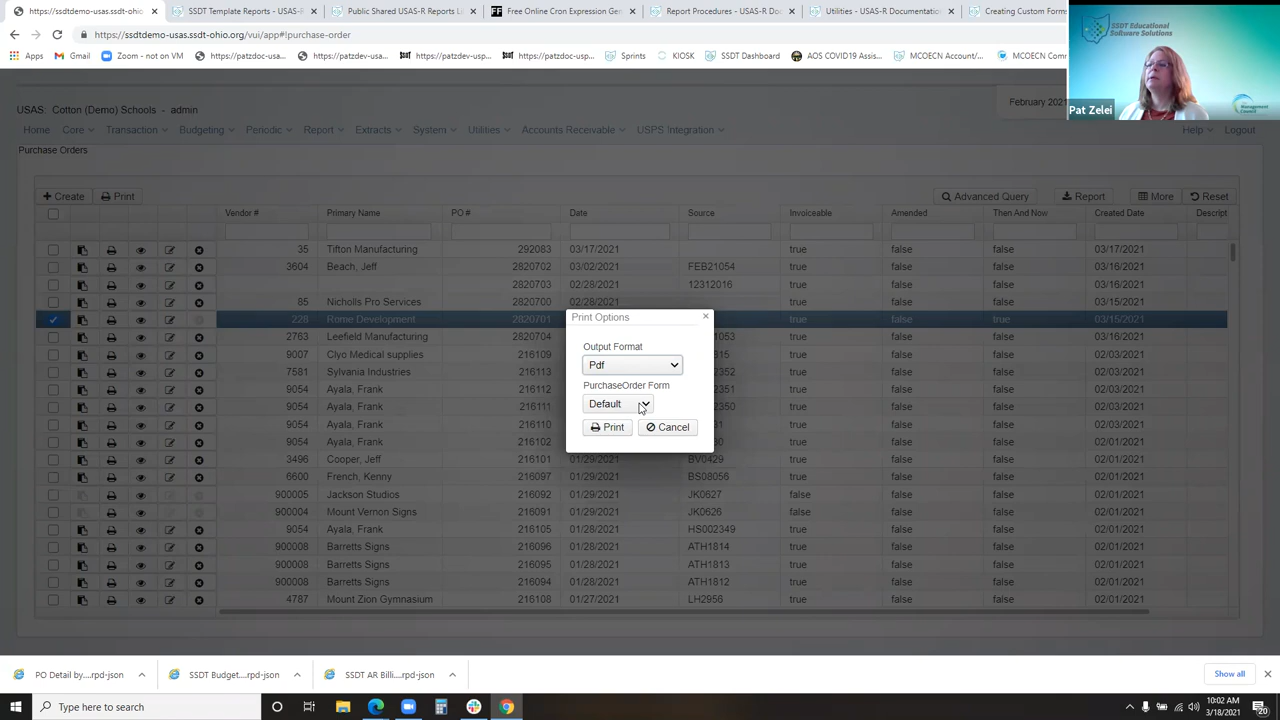 https://ssdtdemo-usas.ssdt-ohio.org
SSDT Template Reports - USAS-R
Public Shared USAS-R Reports Li
Free Online Cron Expression Gen
Report Procedures - USAS-R Do
Utilities - USAS-R Documentation
Creating Custom Form
https://ssdtdemo-usas.ssdt-ohio.org/vui/app#!purchase-order
Apps Gmail Zoom - not on VM https://patzdoc-usa... https://patzdoc-usp... http://patzdev-usp... https://patzdev-usp... Sprints KIOSK SSDT Dashboard AOS COVID19 Assis... MCOECN Account/... MCOECN Comm
SSDT Educational
Software Solutions
Pat Zelei
Management
Council
USAS: Cotton (Demo) Schools - admin
February 2021
Home Core Transaction Budgeting Periodic Report Extracts System Utilities Accounts Receivable USPS Integration Help Logout
Purchase Orders
Create Print Advanced Query Report More Reset
Vendor # Primary Name PO # Date Source Invoiceable Amended Then And Now Created Date Descript
35 Tifton Manufacturing 292083 03/17/2021 true false false 03/17/2021
3604 Beach, Jeff 2820702 03/02/2021 FEB21054 true false false 03/16/2021
2820703 02/28/2021 12312016 true false false 03/16/2021
85 Nicholls Pro Services 2820700 02/28/2021 true false false 03/15/2021
228 Rome Development 2820701 true false true 03/15/2021
2763 Leefield Manufacturing 2820704 053 true false false 03/16/2021
9007 Clyo Medical supplies 216109 true false false 02/03/2021
7581 Sylvania Industries 216113 true false false 02/03/2021
9054 Ayala, Frank 216112 true false false 02/03/2021
9054 Ayala, Frank 216111 true false false 02/03/2021
9054 Ayala, Frank 216110 true false false 02/03/2021
9054 Ayala, Frank 216102 true false false 02/01/2021
3496 Cooper, Jeff 216101 01/29/2021 BV0429 true false false 02/01/2021
6600 French, Kenny 216097 01/29/2021 BS08056 true false false 02/01/2021
900005 Jackson Studios 216092 01/29/2021 JK0627 false false false 02/01/2021
900004 Mount Vernon Signs 216091 01/29/2021 JK0626 false false false 02/01/2021
9054 Ayala, Frank 216105 01/28/2021 HS002349 true false false 02/01/2021
900008 Barretts Signs 216096 01/28/2021 ATH1814 true false false 02/01/2021
900008 Barretts Signs 216095 01/28/2021 ATH1813 true false false 02/01/2021
900008 Barretts Signs 216094 01/28/2021 ATH1812 true false false 02/01/2021
4787 Mount Zion Gymnasium 216108 01/27/2021 LH2956 true false false 02/01/2021
Print Options
Output Format
Pdf
PurchaseOrder Form
Default
Print Cancel
PO Detail by....rpd-json SSDT Budget....rpd-json SSDT AR Billi....rpd-json Show all
Type here to search
10:02 AM
3/18/2021
20